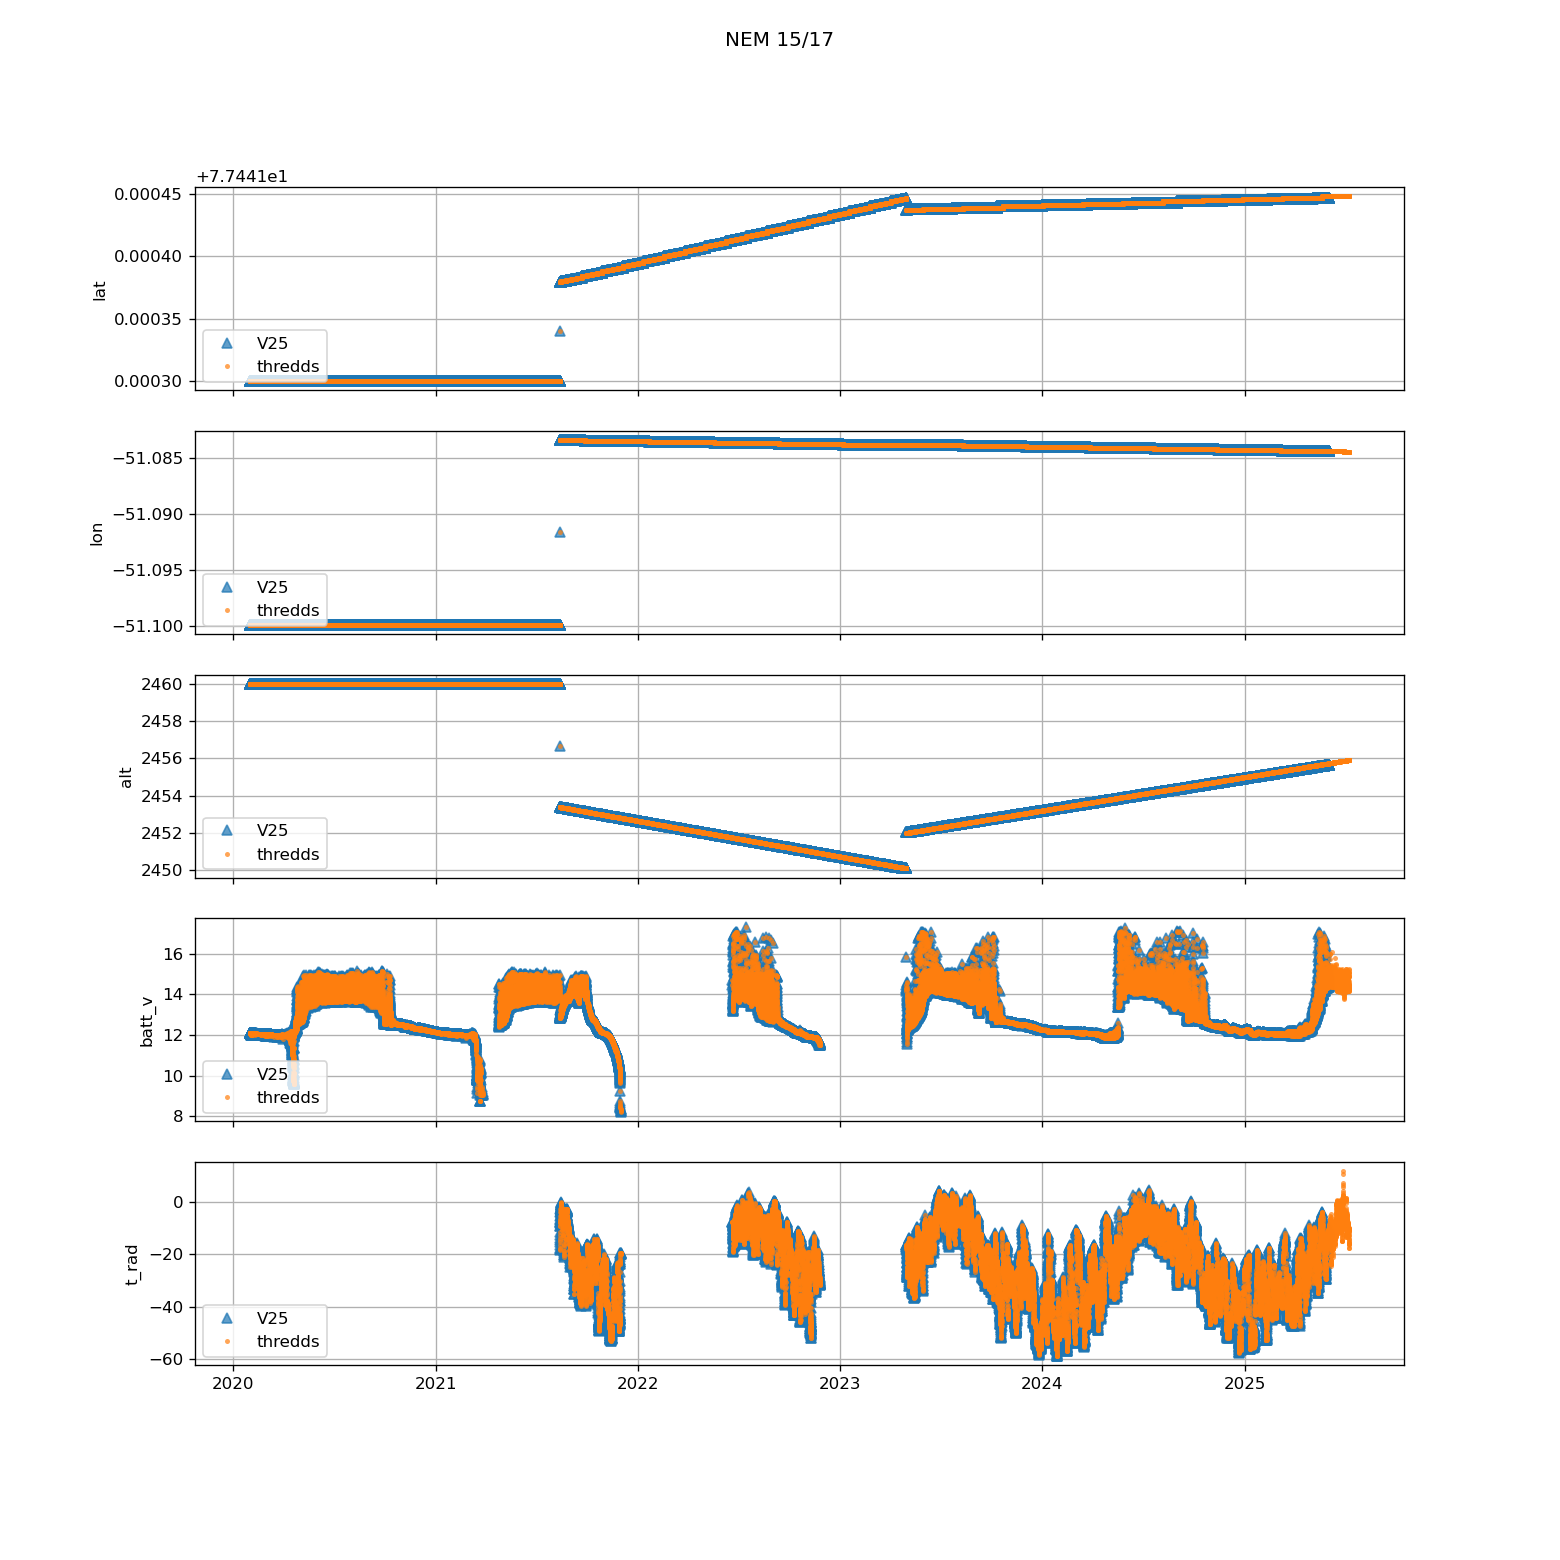 NEM 15/17
+7.7441e1
0.00045
0.00040
0.00035
0.00030
lat
V25
thredds
−51.085
−51.090
−51.095
−51.100
lon
V25
thredds
2460
2458
2456
2454
2452
2450
alt
V25
thredds
16
14
12
10
8
batt_v
V25
thredds
0
−20
−40
−60
t_rad
V25
thredds
2020 2021 2022 2023 2024 2025